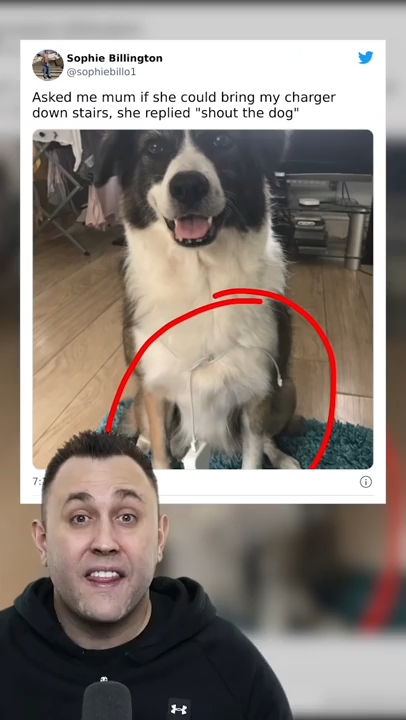 Sophie Billington
@sophiebillo1
Asked me mum if she could bring my charger
down stairs, she replied "shout the dog"